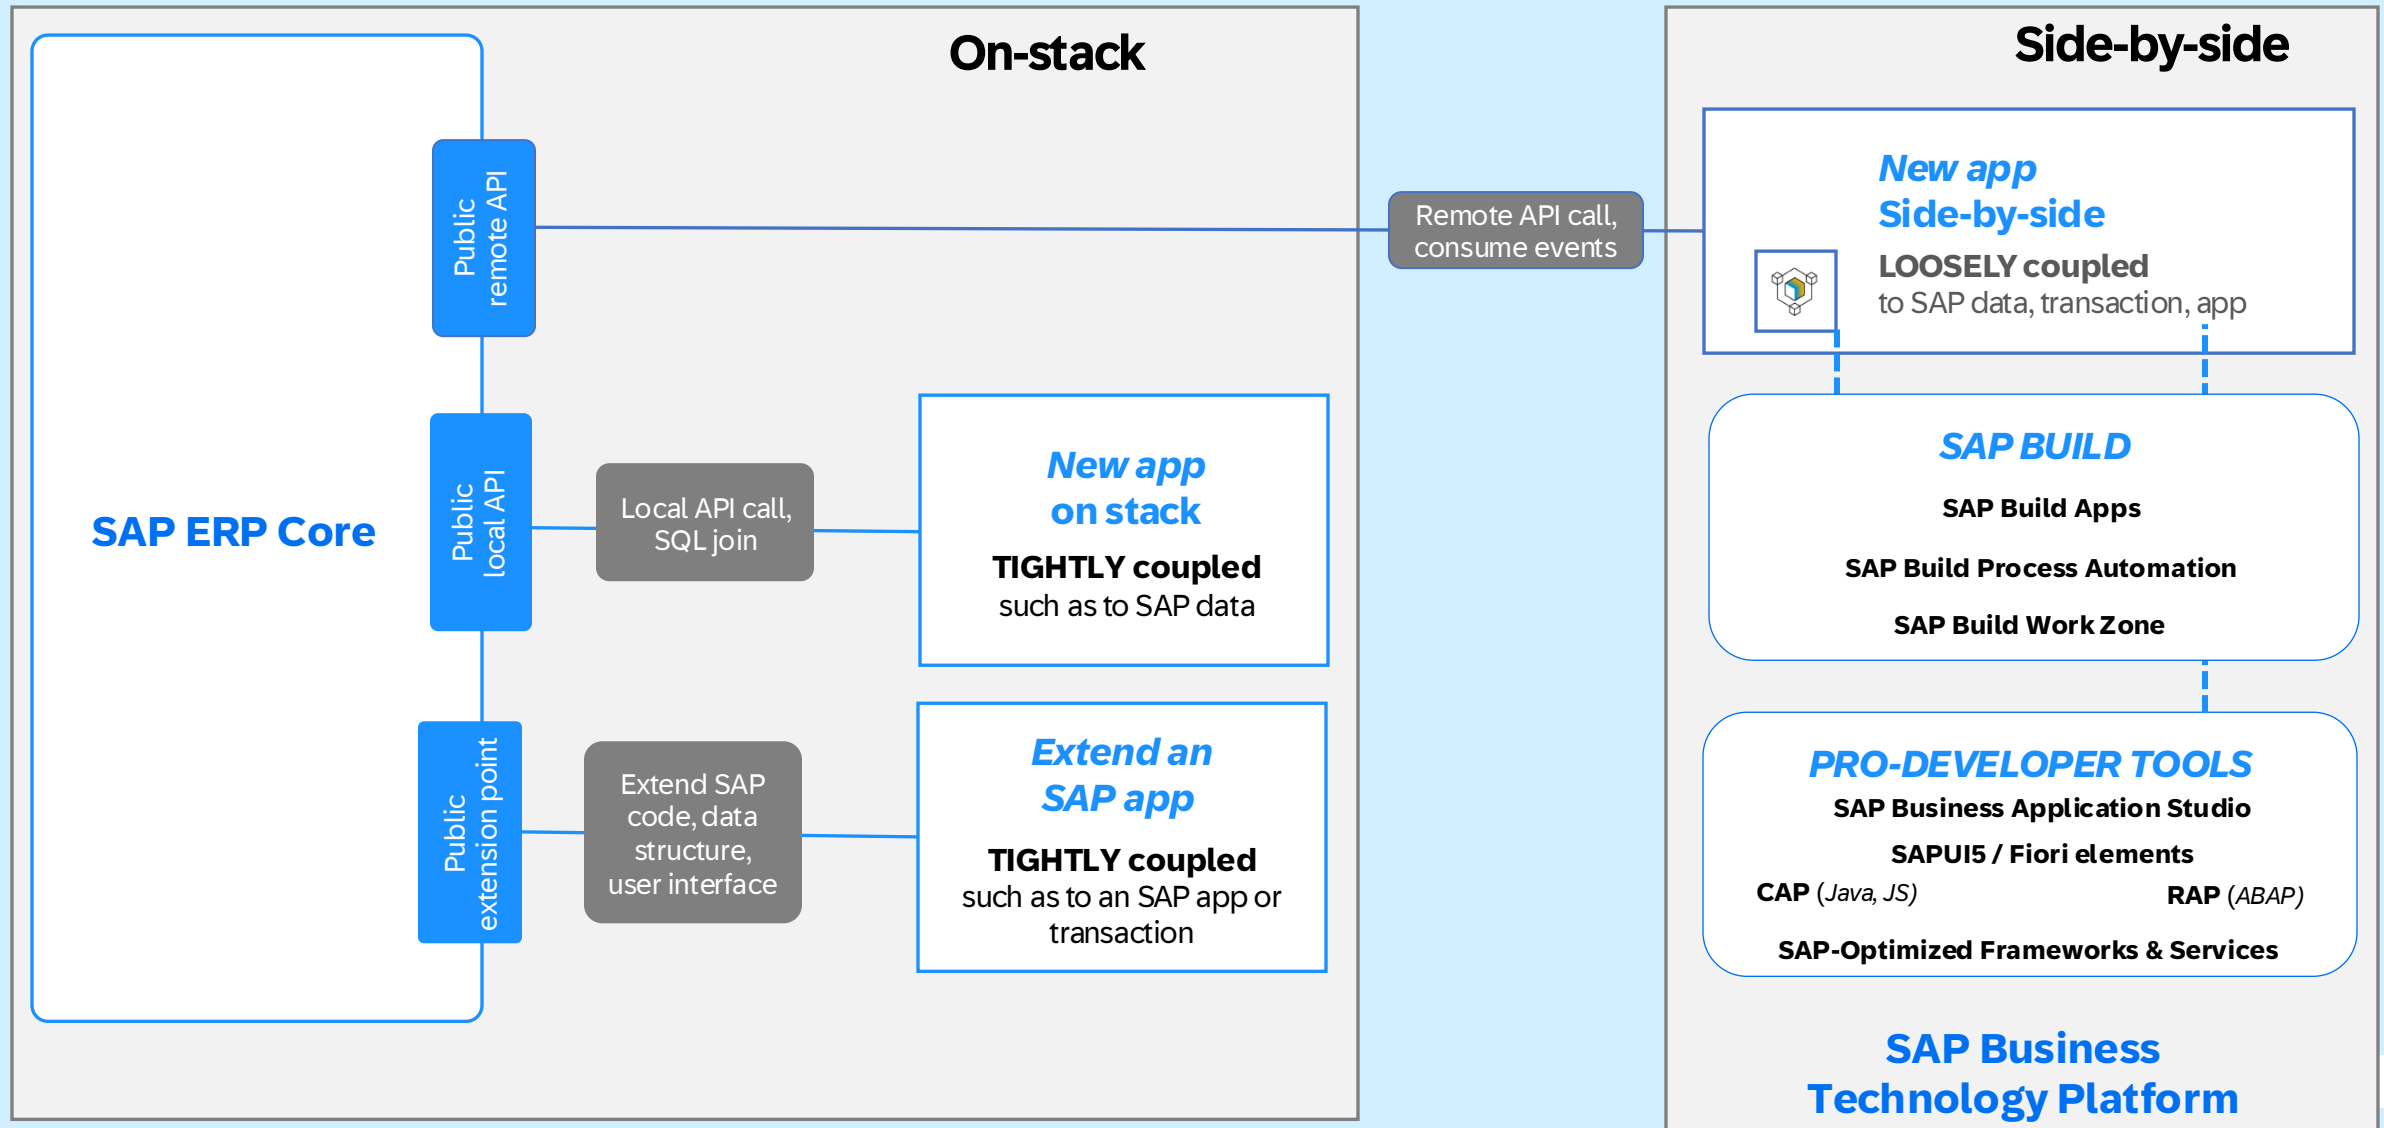 On-stack
SAP ERP Core
Public
remote API
Public
local API
Public
extension point
Local API call,
SQL join
Extend SAP
code, data
structure,
user interface
New app
on stack
TIGHTLY coupled
such as to SAP data
Extend an
SAP app
TIGHTLY coupled
such as to an SAP app or
transaction
Remote API call,
consume events
Side-by-side
New app
Side-by-side
LOOSELY coupled
to SAP data, transaction, app
SAP BUILD
SAP Build Apps
SAP Build Process Automation
SAP Build Work Zone
PRO-DEVELOPER TOOLS
SAP Business Application Studio
SAPUI5 / Fiori elements
CAP (Java, JS)
RAP (ABAP)
SAP-Optimized Frameworks & Services
SAP Business
Technology Platform